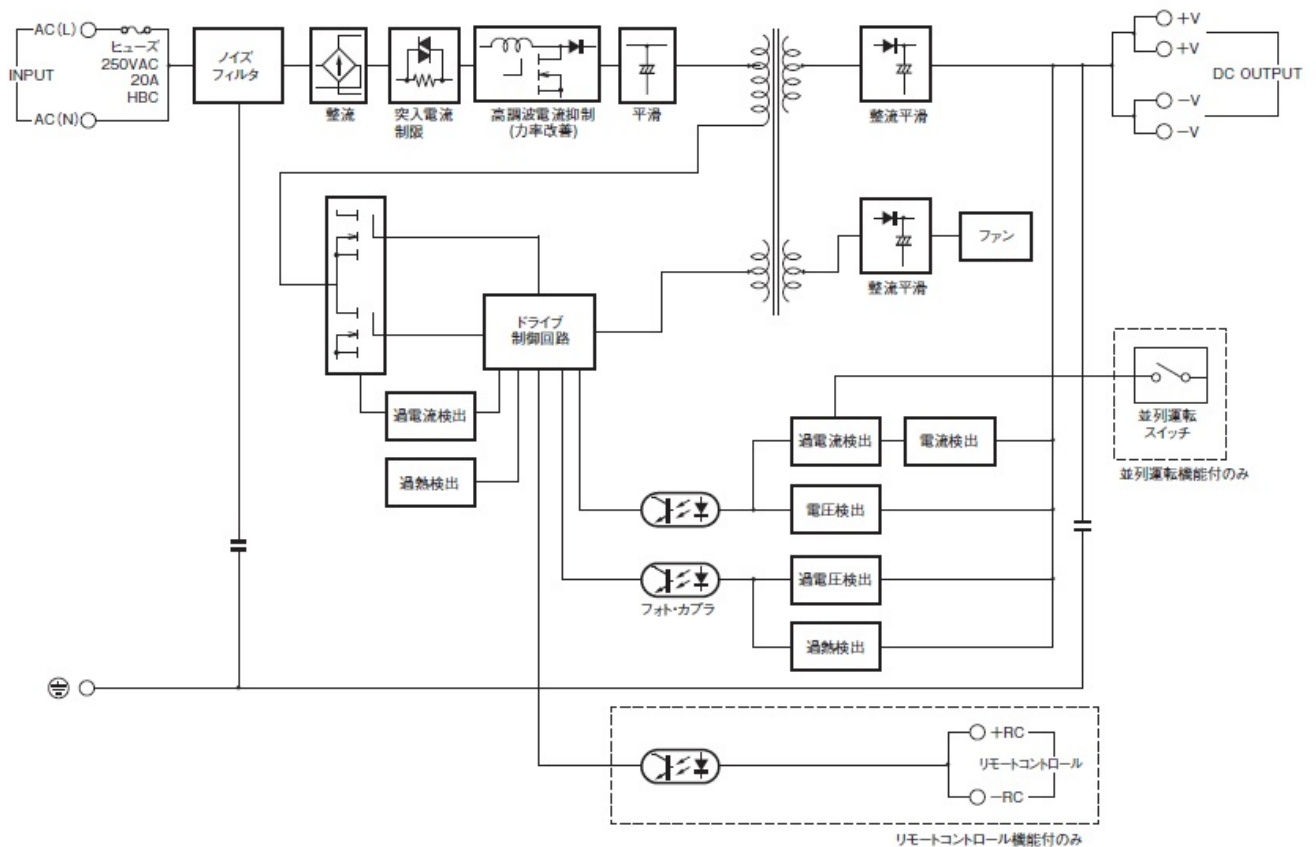 AC(L)
ヒューズ
250VAC
20A
HBC
INPUT
AC(N)
ノイズ
フィルタ
整流
突入電流
制限
高調波電流抑制
(力率改善)
平滑
整流平滑
+V
+V
DC OUTPUT
−V
−V
整流平滑
ファン
ドライブ
制御回路
過電流検出
過熱検出
過電流検出
電流検出
並列運転
スイッチ
並列運転機能付のみ
電圧検出
過電圧検出
フォト・カプラ
過熱検出
+RC
リモートコントロール
−RC
リモートコントロール機能付のみ